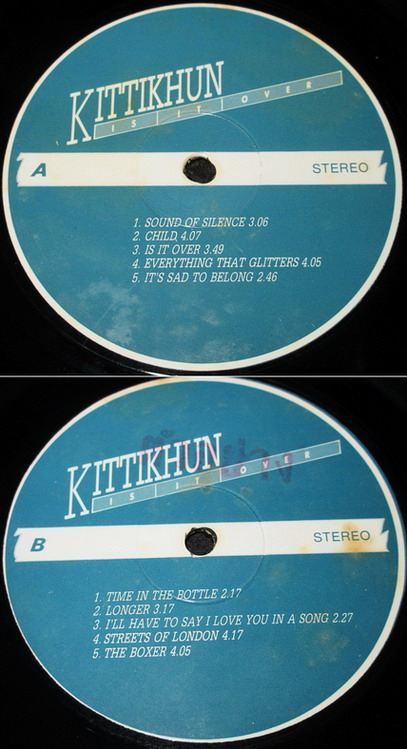 KITTIKHUN
IS IT OVER
A
STEREO
1. SOUND OF SILENCE 3.06
2. CHILD 4.07
3. IS IT OVER 3.49
4. EVERYTHING THAT GLITTERS 4.05
5. IT'S SAD TO BELONG 2.46
KITTIKHUN
IS IT OVER
B
STEREO
1. TIME IN THE BOTTLE 2.17
2. LONGER 3.17
3. I'LL HAVE TO SAY I LOVE YOU IN A SONG 2.27
4. STREETS OF LONDON 4.17
5. THE BOXER 4.05